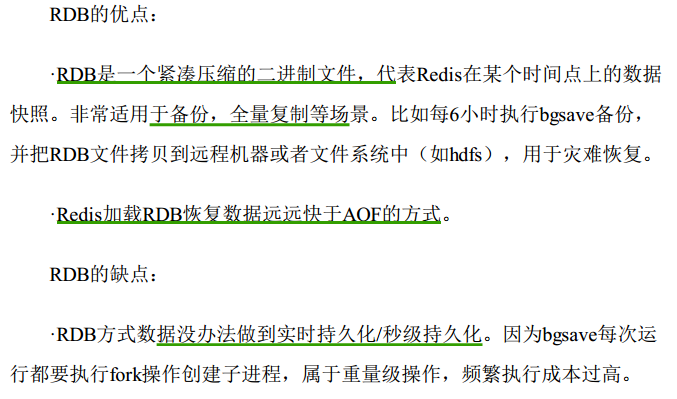 RDB的优点：
·RDB是一个紧凑压缩的二进制文件，代表Redis在某个时间点上的数据
快照。非常适用于备份，全量复制等场景。比如每6小时执行bgsave备份，
并把RDB文件拷贝到远程机器或者文件系统中（如hdfs），用于灾难恢复。
·Redis加载RDB恢复数据远远快于AOF的方式。
RDB的缺点：
·RDB方式数据没办法做到实时持久化/秒级持久化。因为bgsave每次运
行都要执行fork操作创建子进程，属于重量级操作，频繁执行成本过高。